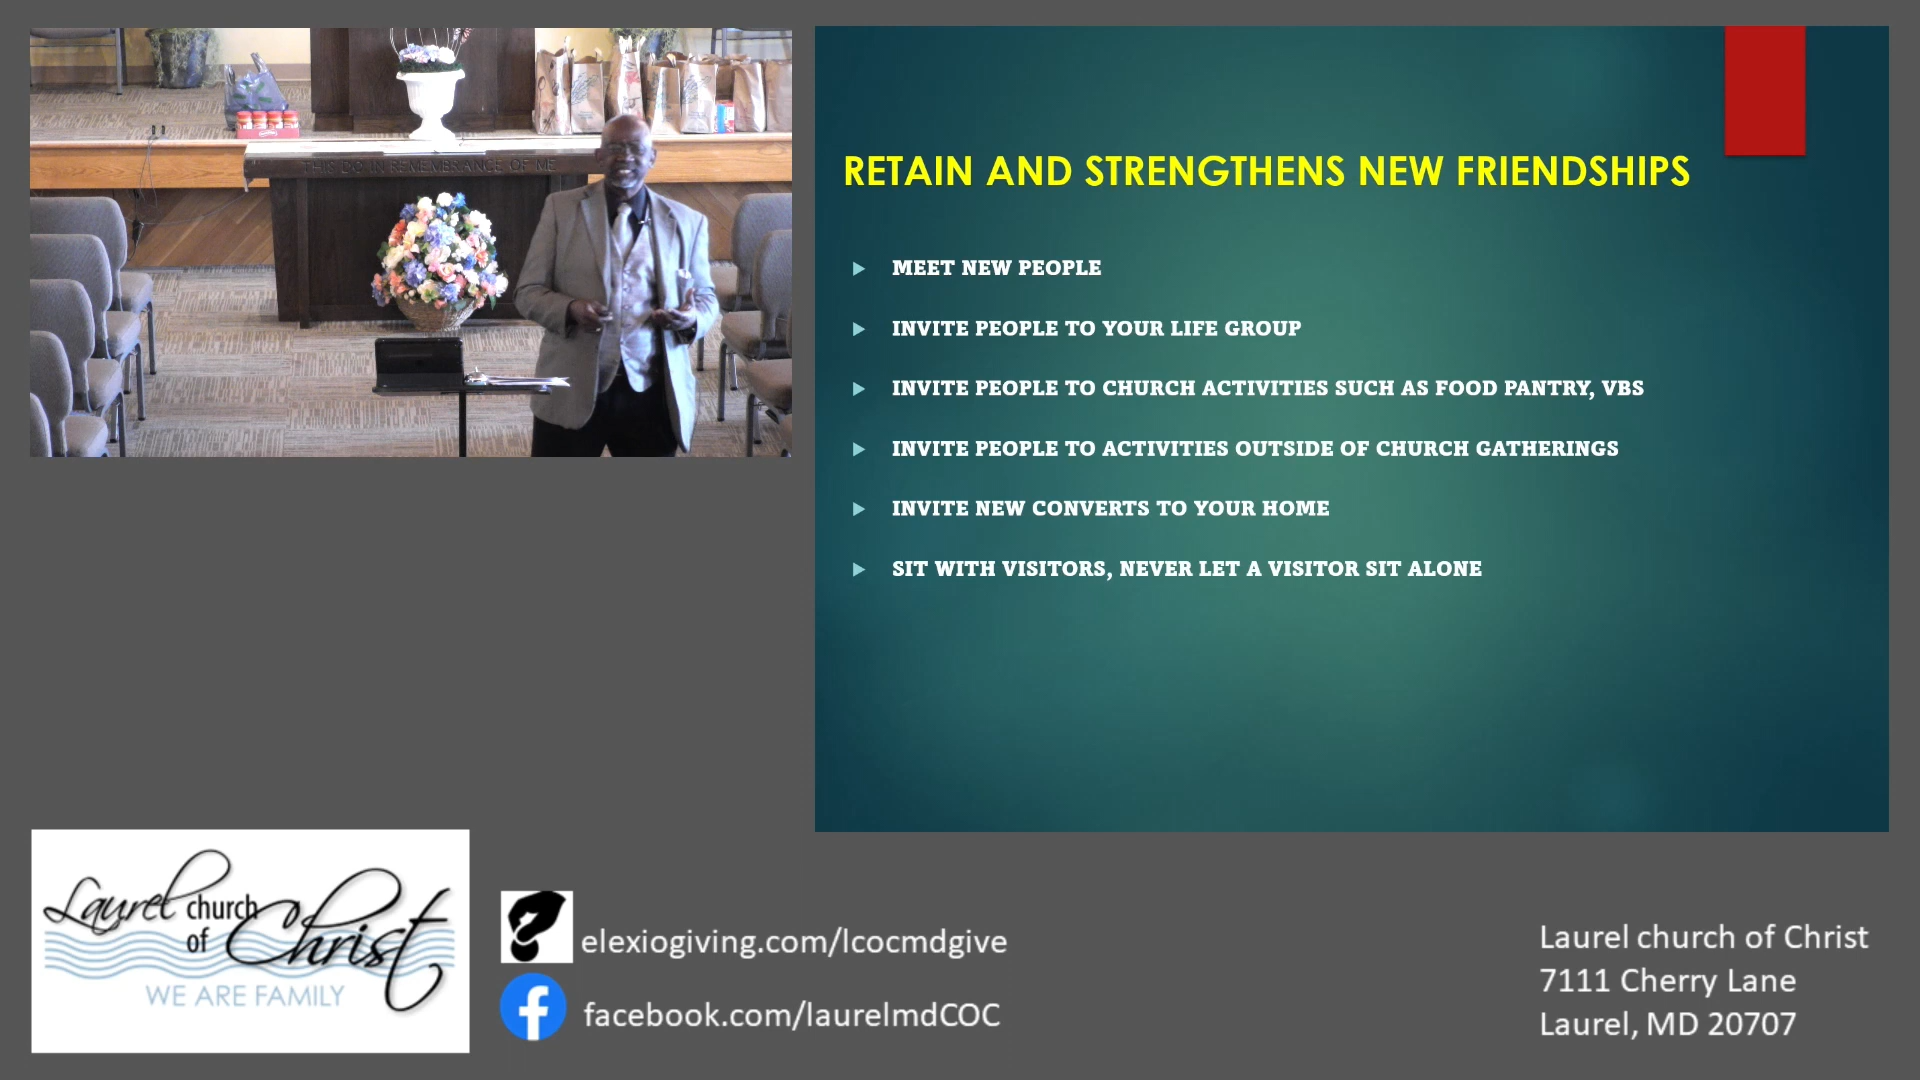 THIS DO IN REMEMBRANCE OF ME
RETAIN AND STRENGTHENS NEW FRIENDSHIPS
MEET NEW PEOPLE
INVITE PEOPLE TO YOUR LIFE GROUP
INVITE PEOPLE TO CHURCH ACTIVITIES SUCH AS FOOD PANTRY, VBS
INVITE PEOPLE TO ACTIVITIES OUTSIDE OF CHURCH GATHERINGS
INVITE NEW CONVERTS TO YOUR HOME
SIT WITH VISITORS, NEVER LET A VISITOR SIT ALONE
Laurel church of Christ
WE ARE FAMILY
elexiogiving.com/lcocmdgive
facebook.com/laurelmdCOC
Laurel church of Christ
7111 Cherry Lane
Laurel, MD 20707